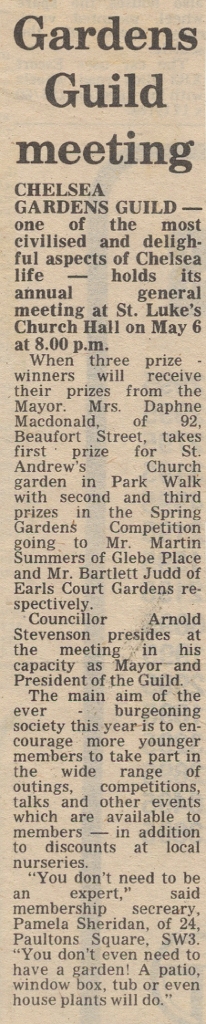 Gardens
Guild
meeting
CHELSEA
GARDENS GUILD —
one of the most
civilised and deligh-
ful aspects of Chelsea
life — holds its
annual general
meeting at St. Luke's
Church Hall on May 6
at 8.00 p.m.
When three prize -
winners will receive
their prizes from the
Mayor. Mrs. Daphne
Macdonald, of 92,
Beaufort Street, takes
first prize for St.
Andrew's Church
garden in Park Walk
with second and third
prizes in the Spring
Gardens Competition
going to Mr. Martin
Summers of Glebe Place
and Mr. Bartlett Judd of
Earls Court Gardens re-
spectively.
Councillor Arnold
Stevenson presides at
the meeting in his
capacity as Mayor and
President of the Guild.
The main aim of the
ever - burgeoning
society this year is to en-
courage more younger
members to take part in
the wide range of
outings, competitions,
talks and other events
which are available to
members — in addition
to discounts at local
nurseries.
"You don't need to be
an expert," said
membership secreary,
Pamela Sheridan, of 24,
Paultons Square, SW3.
"You don't even need to
have a garden! A patio,
window box, tub or even
house plants will do."